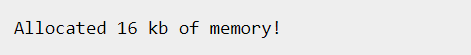 Allocated 16 kb of memory!